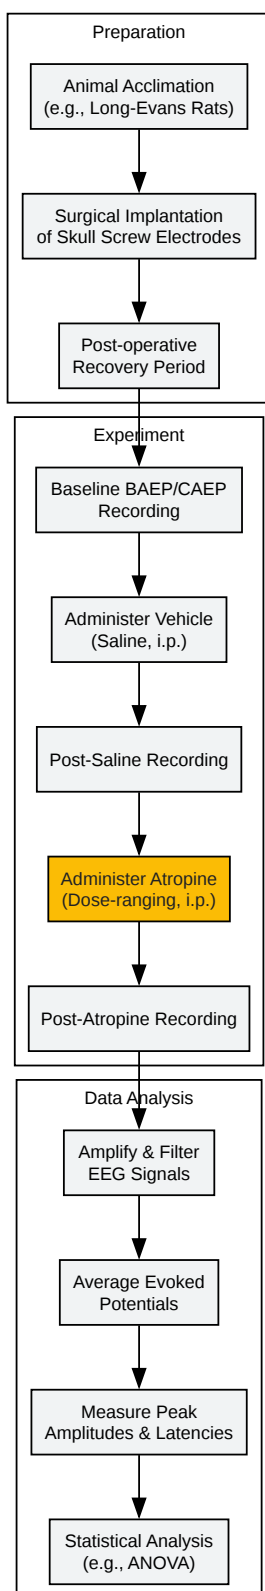 Preparation
Animal Acclimation
(e.g., Long-Evans Rats)
Surgical Implantation
of Skull Screw Electrodes
Post-operative
Recovery Period
Experiment
Baseline BAEP/CAEP
Recording
Administer Vehicle
(Saline, i.p.)
Post-Saline Recording
Administer Atropine
(Dose-ranging, i.p.)
Post-Atropine Recording
Data Analysis
Amplify & Filter
EEG Signals
Average Evoked
Potentials
Measure Peak
Amplitudes & Latencies
Statistical Analysis
(e.g., ANOVA)